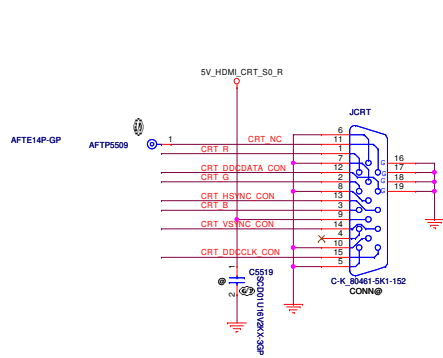 5V_HDMI_CRT_S0_R
JCRT
AFTE14P-GP
AFTP5509
1
CRT_NC
CRT_R
CRT_DDCDATA_CON
CRT_G
CRT_HSYNC_CON
CRT_B
CRT_VSYNC_CON
CRT_DDCCLK_CON
6
11
1
7
12
2
8
13
3
9
14
4
10
15
5
G 16
G 17
G 18
G 19
1
C5519
@
2
SCD01U16V2KX-3GP
C-K_80461-5K1-152
CONN@